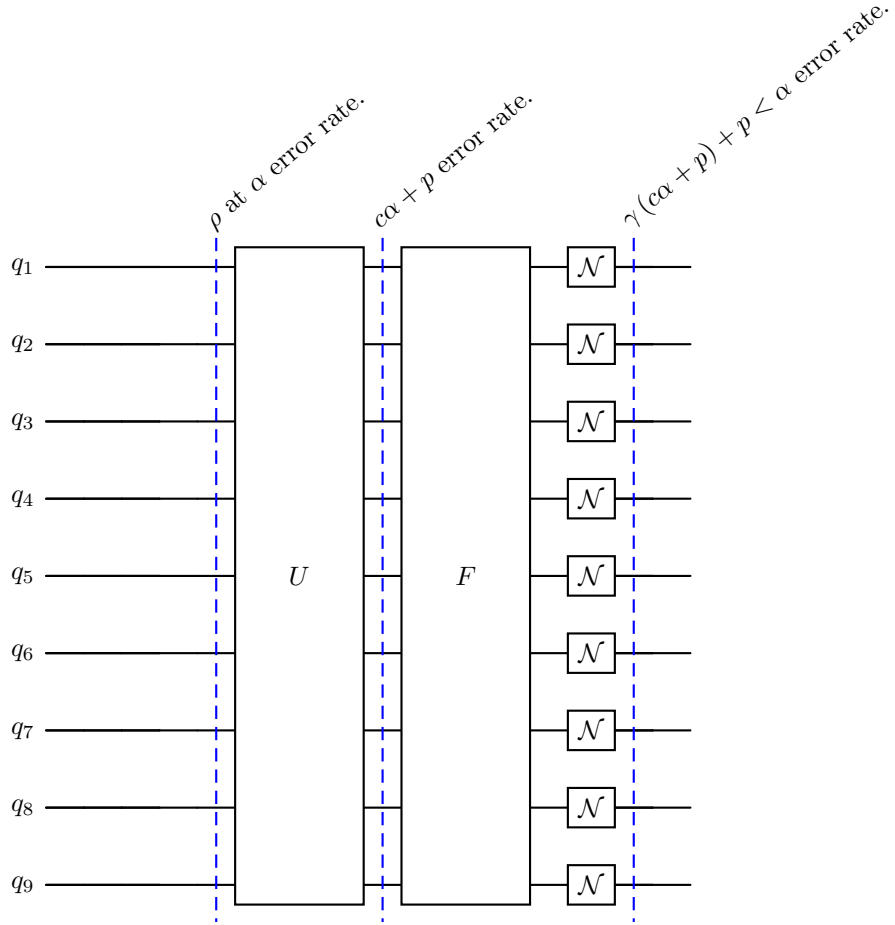 ρ at α error rate.
cα + p error rate.
γ (cα + p) + p < α error rate.
q₁ 𝒩
q₂ 𝒩
q₃ 𝒩
q₄ 𝒩
q₅ U F 𝒩
q₆ 𝒩
q₇ 𝒩
q₈ 𝒩
q₉ 𝒩